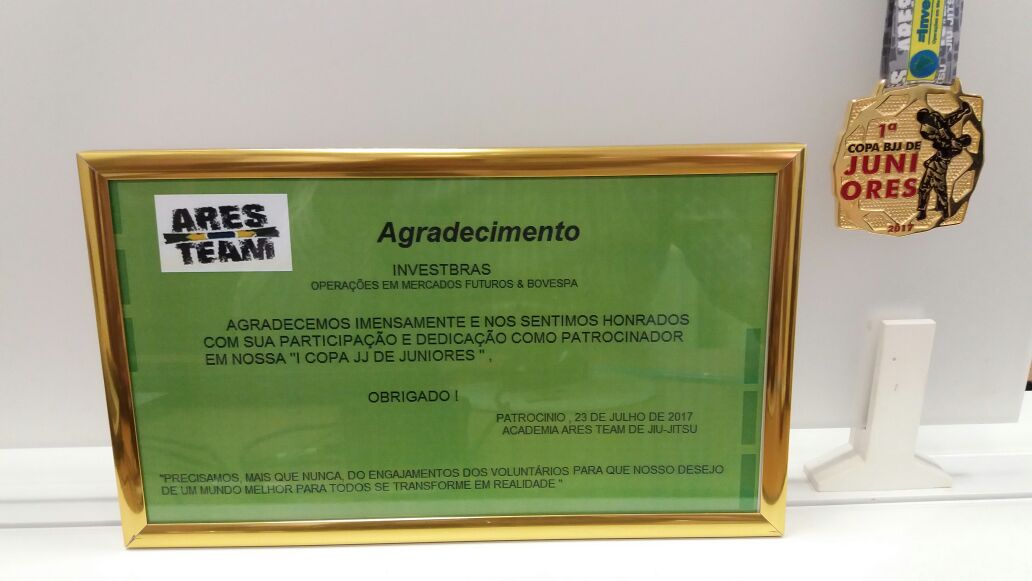 ARES
TEAM
Agradecimento
INVESTBRAS
OPERAÇÕES EM MERCADOS FUTUROS & BOVESPA
AGRADECEMOS IMENSAMENTE E NOS SENTIMOS HONRADOS
COM SUA PARTICIPAÇÃO E DEDICAÇÃO COMO PATROCINADOR
EM NOSSA "I COPA JJ DE JUNIORES " ,
OBRIGADO !
PATROCINIO , 23 DE JULHO DE 2017
ACADEMIA ARES TEAM DE JIU-JITSU
"PRECISAMOS, MAIS QUE NUNCA, DO ENGAJAMENTOS DOS VOLUNTÁRIOS PARA QUE NOSSO DESEJO
DE UM MUNDO MELHOR PARA TODOS SE TRANSFORME EM REALIDADE "
ARES
JIU JITSU
1ª
COPA BJJ DE
JUNI
ORES
2017